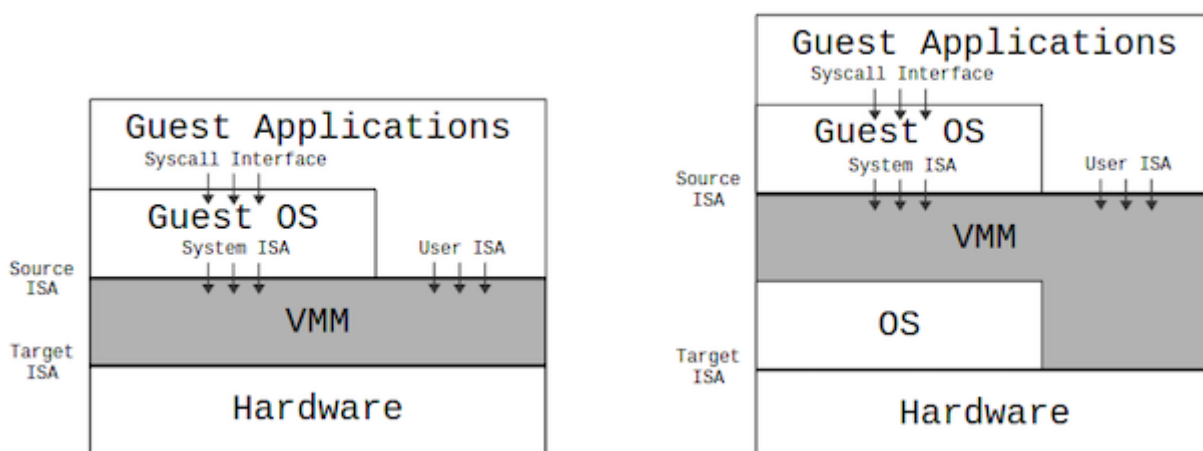 Guest Applications
Syscall Interface
Guest OS
System ISA
User ISA
Source
ISA
VMM
Target
ISA
Hardware
Guest Applications
Syscall Interface
Guest OS
System ISA
User ISA
Source
ISA
VMM
OS
Target
ISA
Hardware